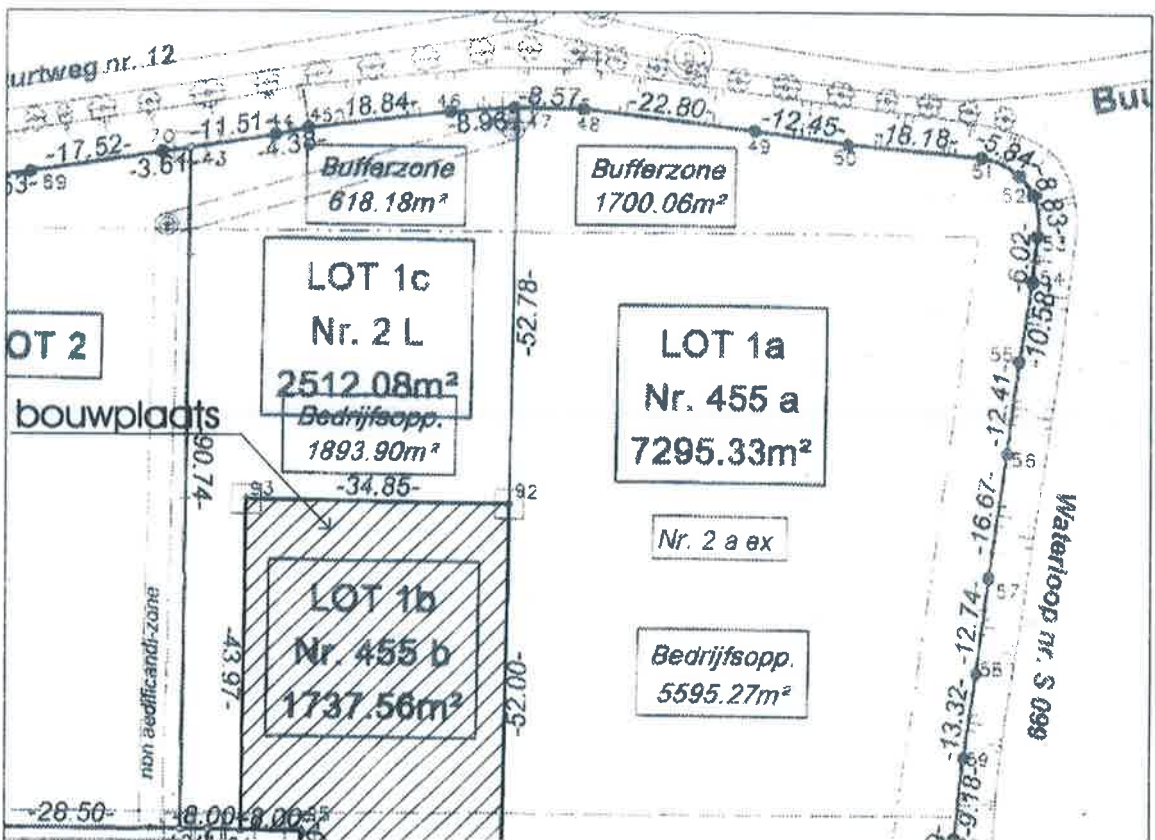 urtweg nr. 12
Bu
-17.52-
69
70
-3.61-
43
-11.51
44
-4.38-
45
-18.84-
46
-8.96-
47
-8.57-
48
-22.80-
49
-12.45-
50
-18.18-
51
-5.84-
52
-8.83-
-6.02-
54
-10.58-
55
-12.41-
56
-16.67-
57
-12.74-
58
-13.32-
-9.18-
Bufferzone
618.18m²
Bufferzone
1700.06m²
LOT 1c
Nr. 2 L
2512.08m²
Bedrijfsopp.
1893.90m²
-52.78-
LOT 1a
Nr. 455 a
7295.33m²
OT 2
bouwplaats
-90.74-
-34.85-
92
Nr. 2 a ex
LOT 1b
Nr. 455 b
1737.56m²
-43.97-
-52.00-
Bedrijfsopp.
5595.27m²
non aedificandi-zone
Waterloop nr. S 099
-28.50-
-8.00-
-8.00-